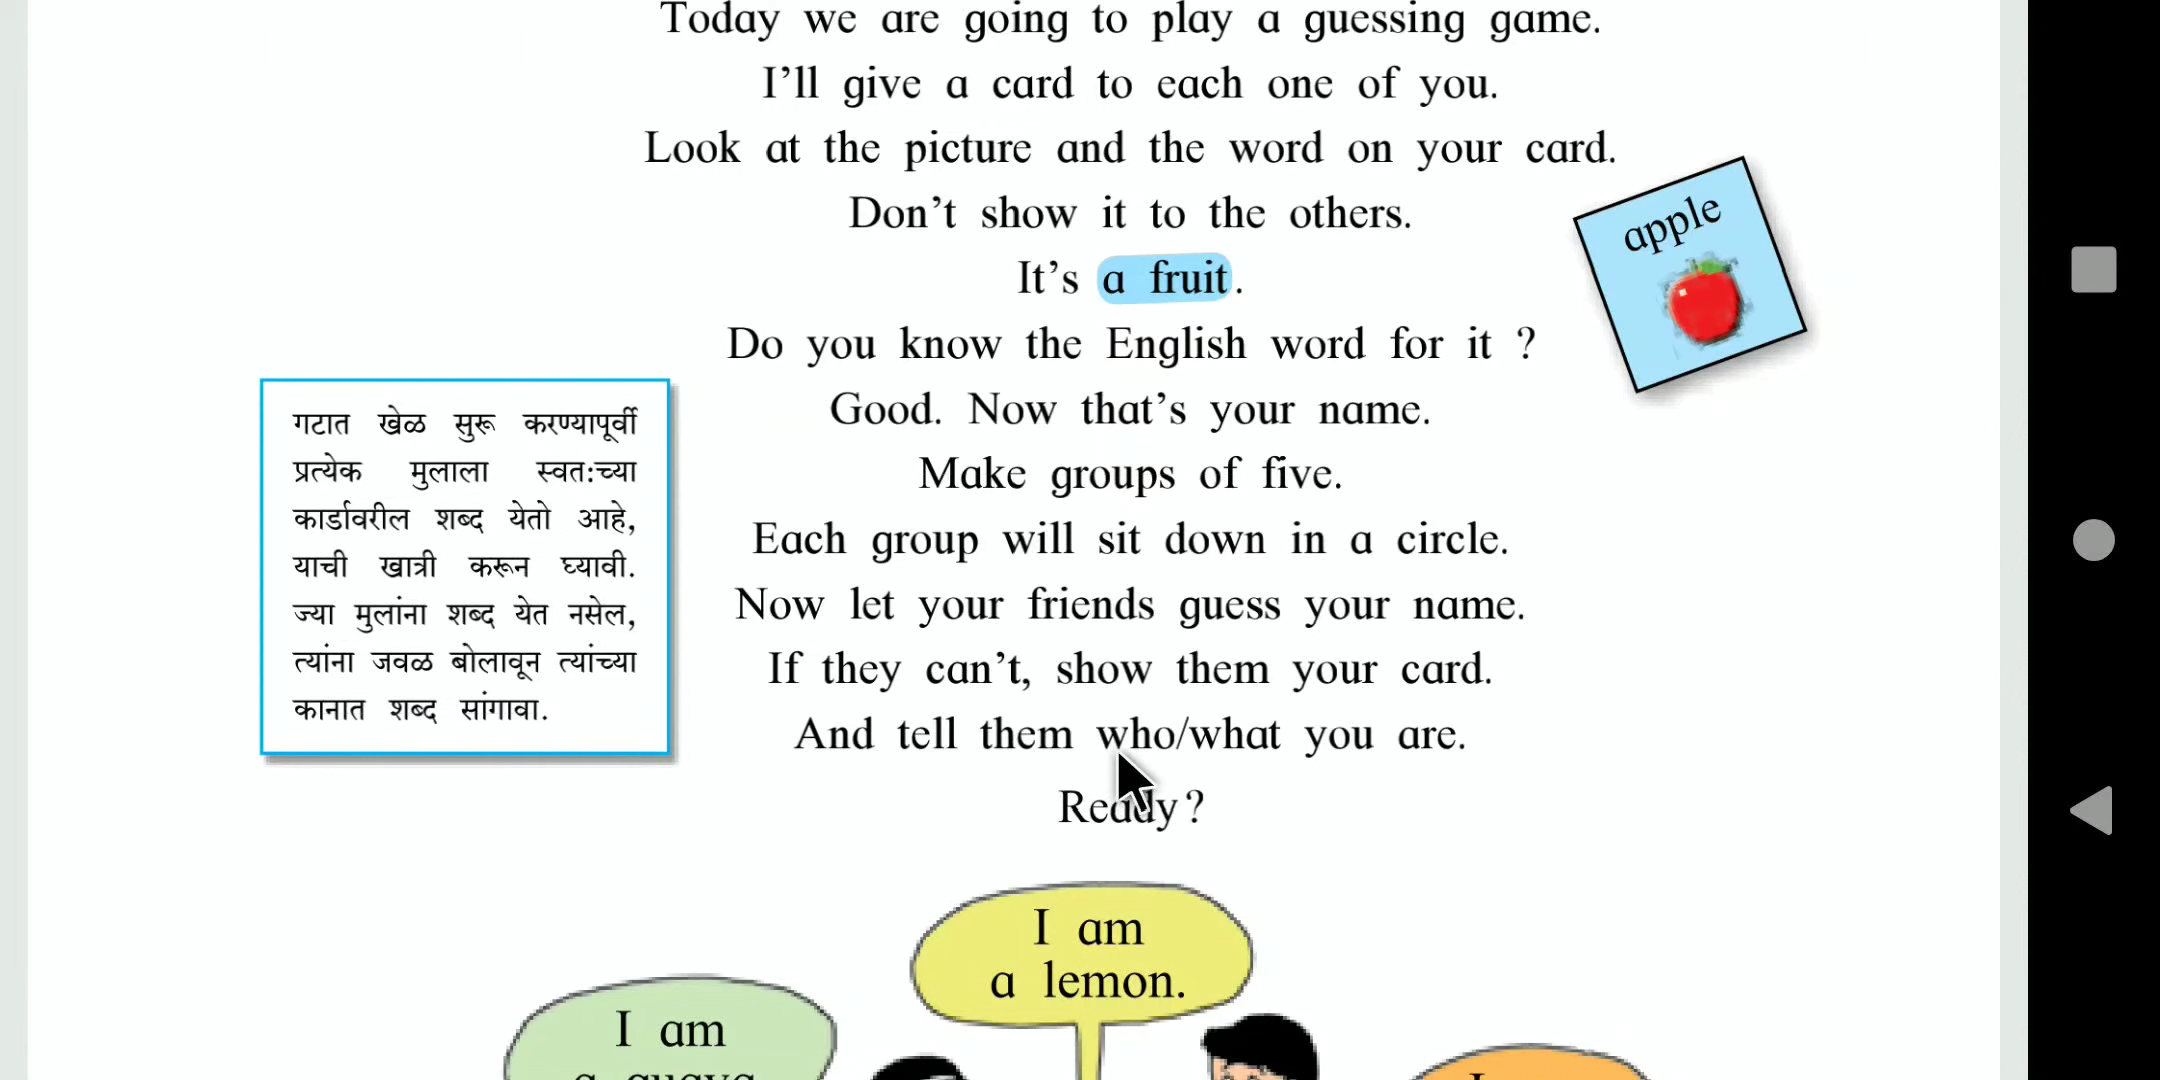 Today we are going to play a guessing game.
I’ll give a card to each one of you.
Look at the picture and the word on your card.
Don’t show it to the others.
apple
It’s a fruit.
Do you know the English word for it ?
Good. Now that’s your name.
Make groups of five.
Each group will sit down in a circle.
Now let your friends guess your name.
If they can’t, show them your card.
And tell them who/what you are.
Ready?
गटात खेळ सुरू करण्यापूर्वी
प्रत्येक मुलाला स्वतःच्या
कार्डावरील शब्द येतो आहे,
याची खात्री करून घ्यावी.
ज्या मुलांना शब्द येत नसेल,
त्यांना जवळ बोलावून त्यांच्या
कानात शब्द सांगावा.
I am
a lemon.
I am
a guava
I